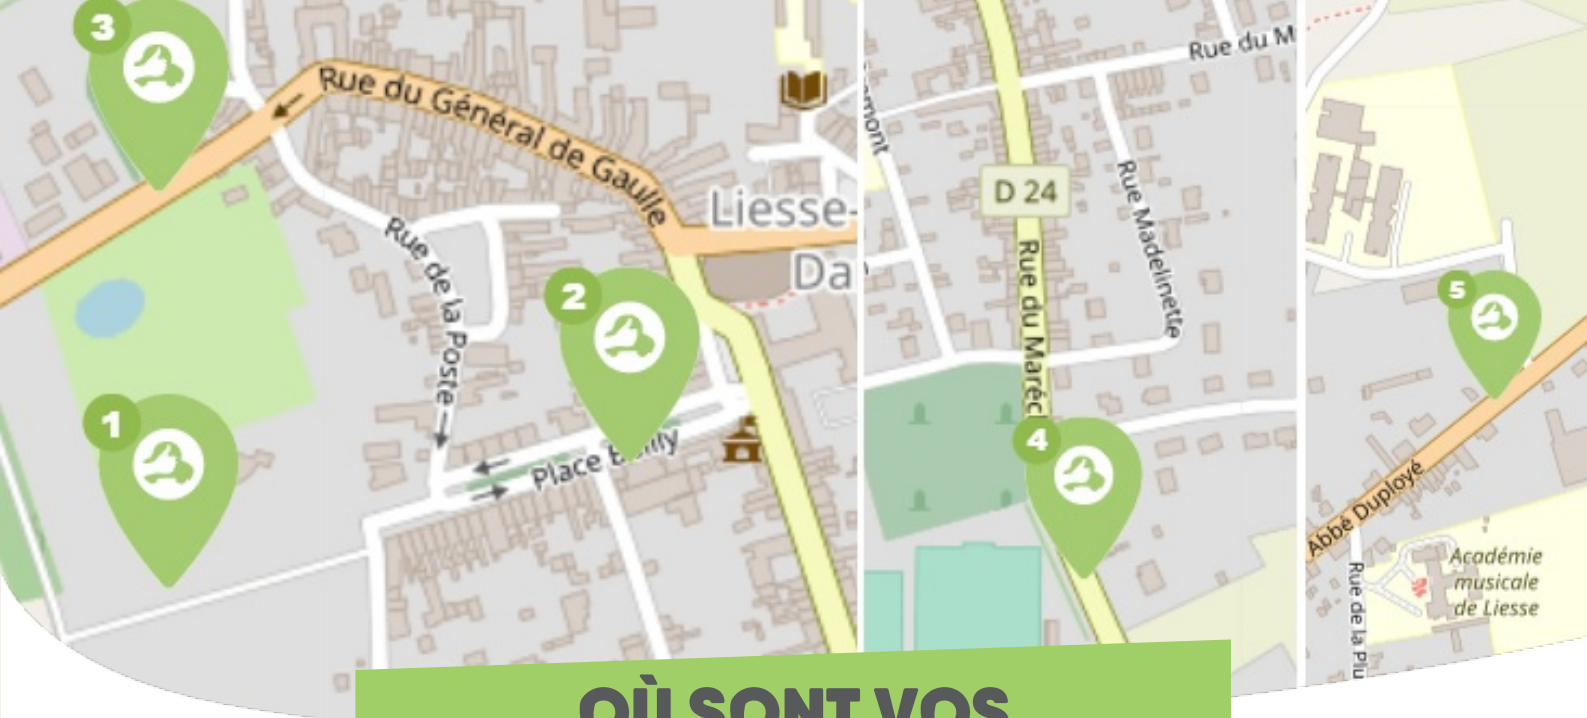 3
Rue du Général de Gaulle
Liesse-
Da
Rue de la Poste
2
1
Place
Rue du M
D 24
Rue Madelinette
Rue du Maréc
4
5
Abbé Duployé
Académie
musicale
de Liesse
Rue de la Plu
OÙ SONT VOS